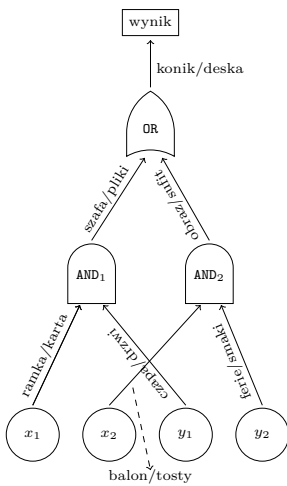 wynik
konik/deska
OR
szafa/pliki
obraz/sufit
AND₁
AND₂
ramka/karta
czapa/drzwi
ferie/smaki
x₁
x₂
y₁
y₂
balon/tosty